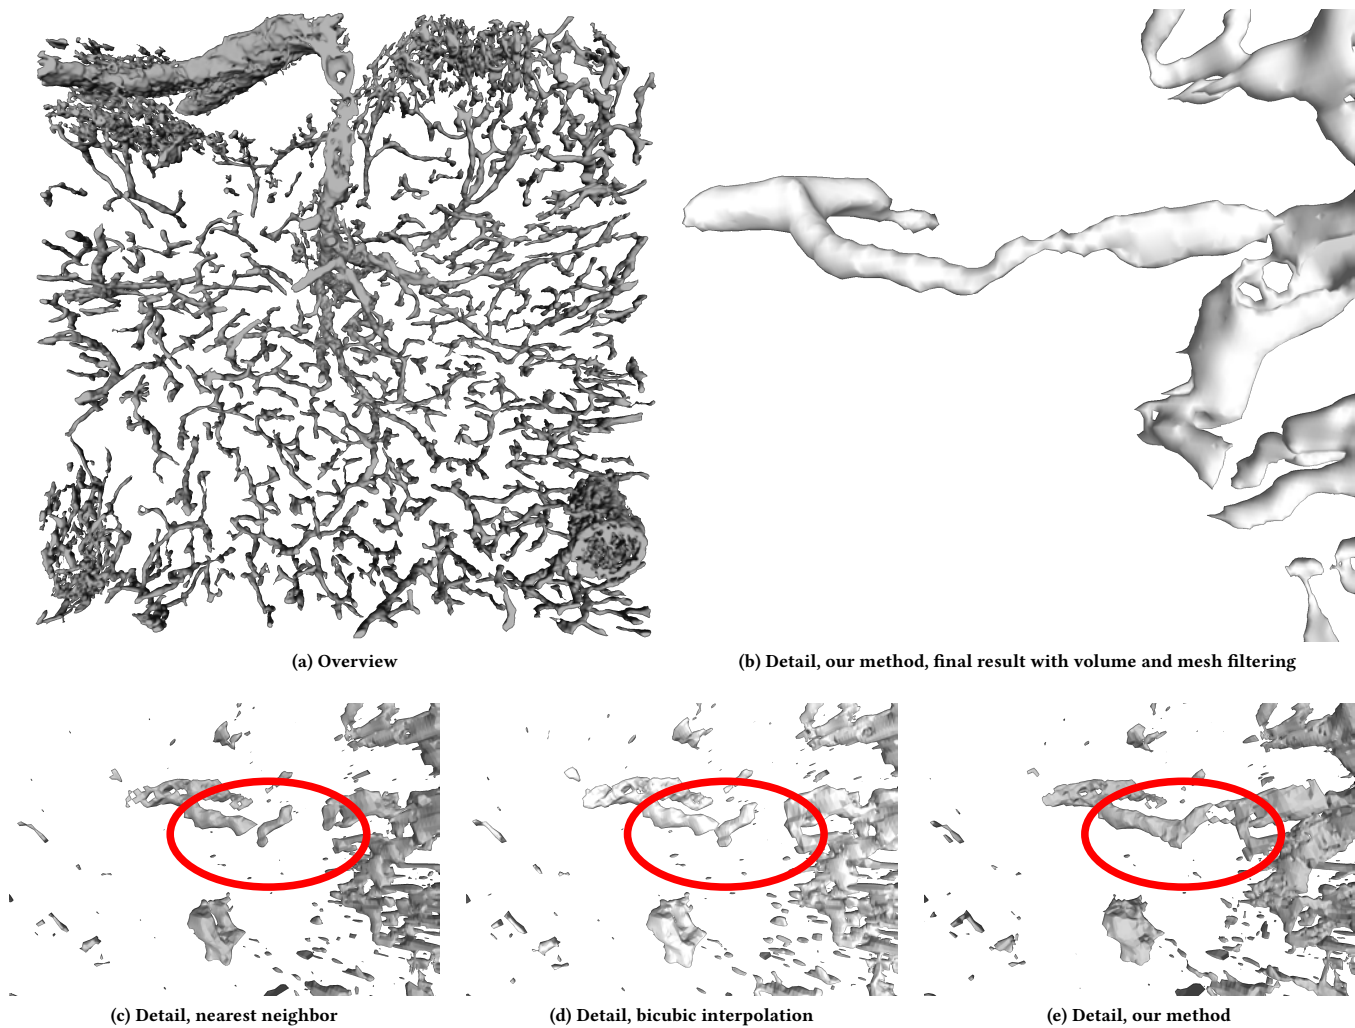 (a) Overview
(b) Detail, our method, final result with volume and mesh filtering
(c) Detail, nearest neighbor
(d) Detail, bicubic interpolation
(e) Detail, our method